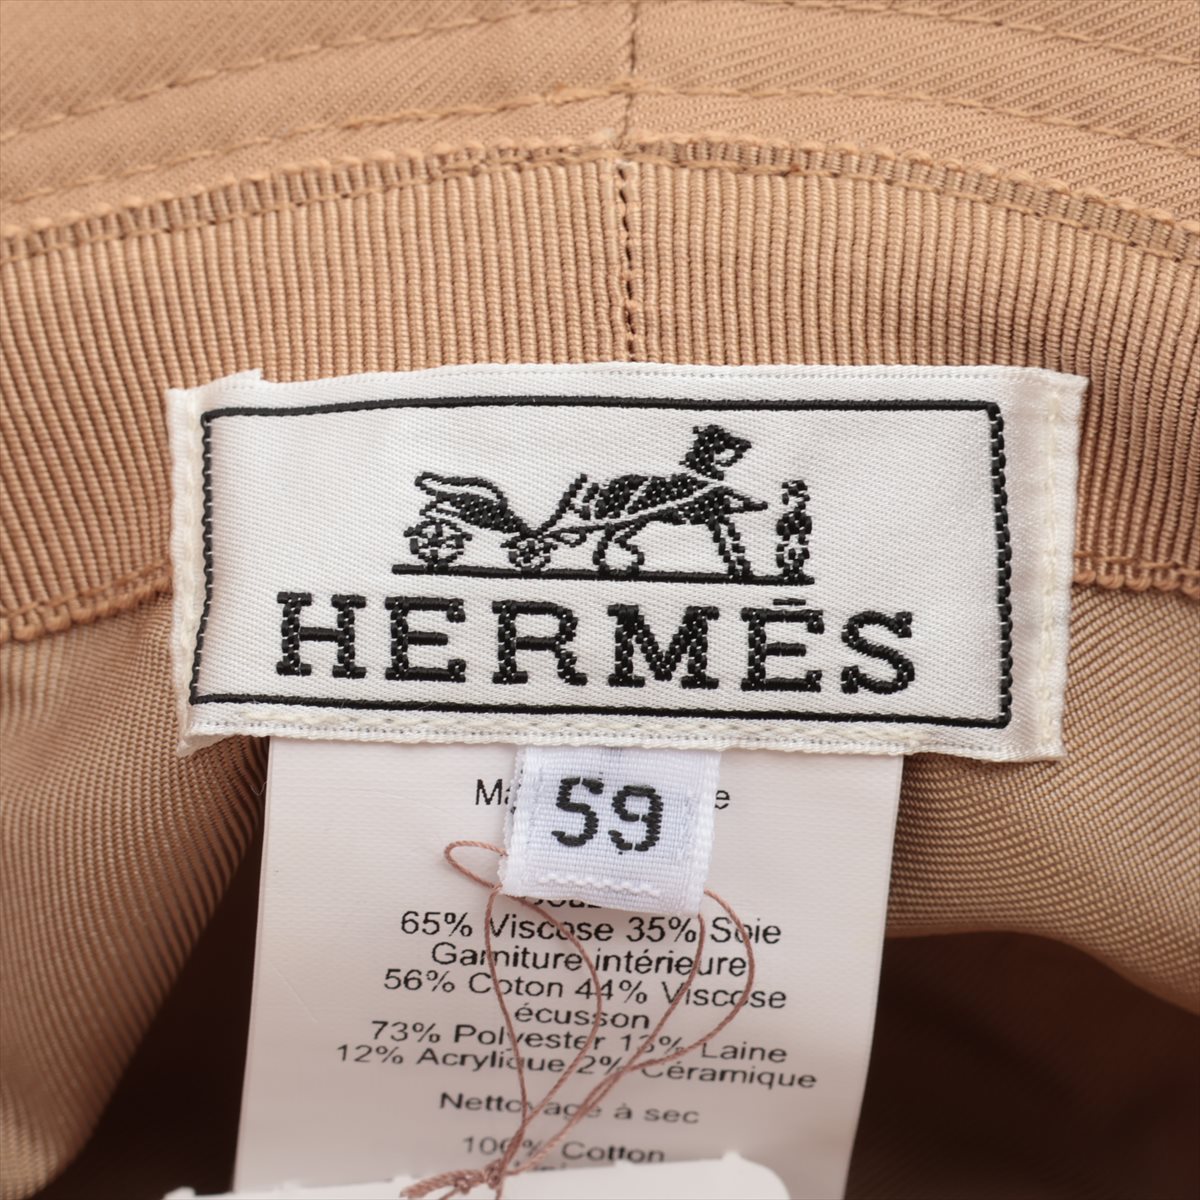 HERMÈS
59
65% Viscose 35% Soie
Garniture intérieure
56% Coton 44% Viscose
écusson
73% Polyester 13% Laine
12% Acrylique 2% Céramique
Nettoyage à sec
100% Cotton